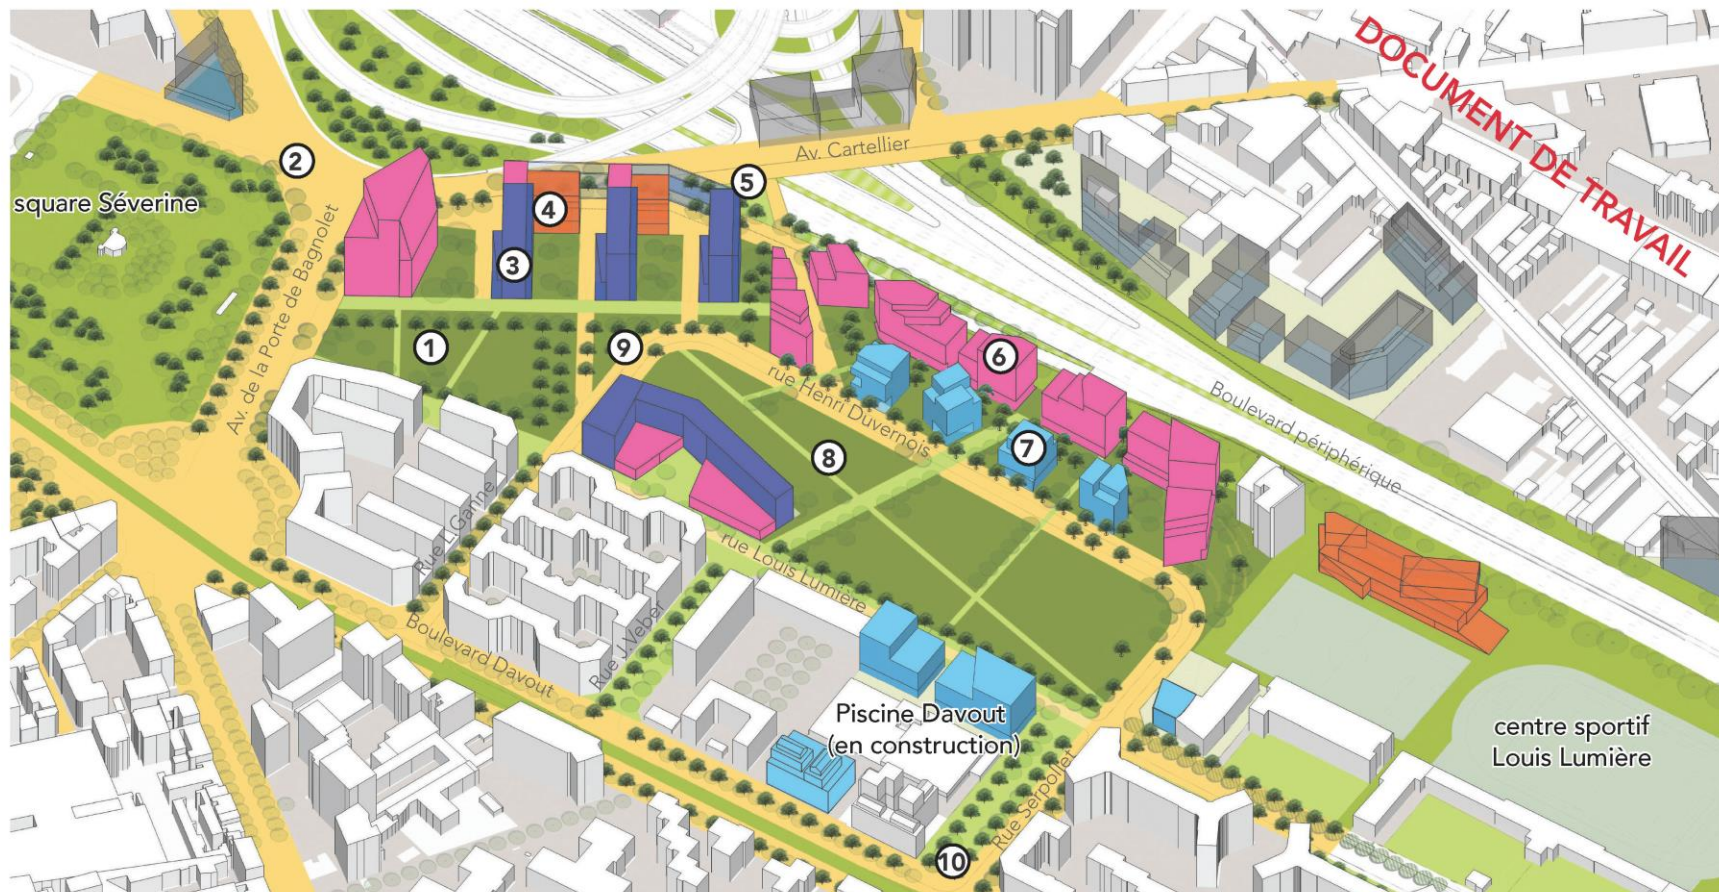 DOCUMENT DE TRAVAIL
2
Av. Cartellier
5
square Séverine
4
3
Av. de la Porte de Bagnolet
1
9
6
rue Henri Duvernois
Boulevard périphérique
8
7
Rue L. Ganne
rue Louis Lumière
Rue J. Veber
Boulevard Davout
Piscine Davout
(en construction)
centre sportif
Louis Lumière
Rue Serpollet
10